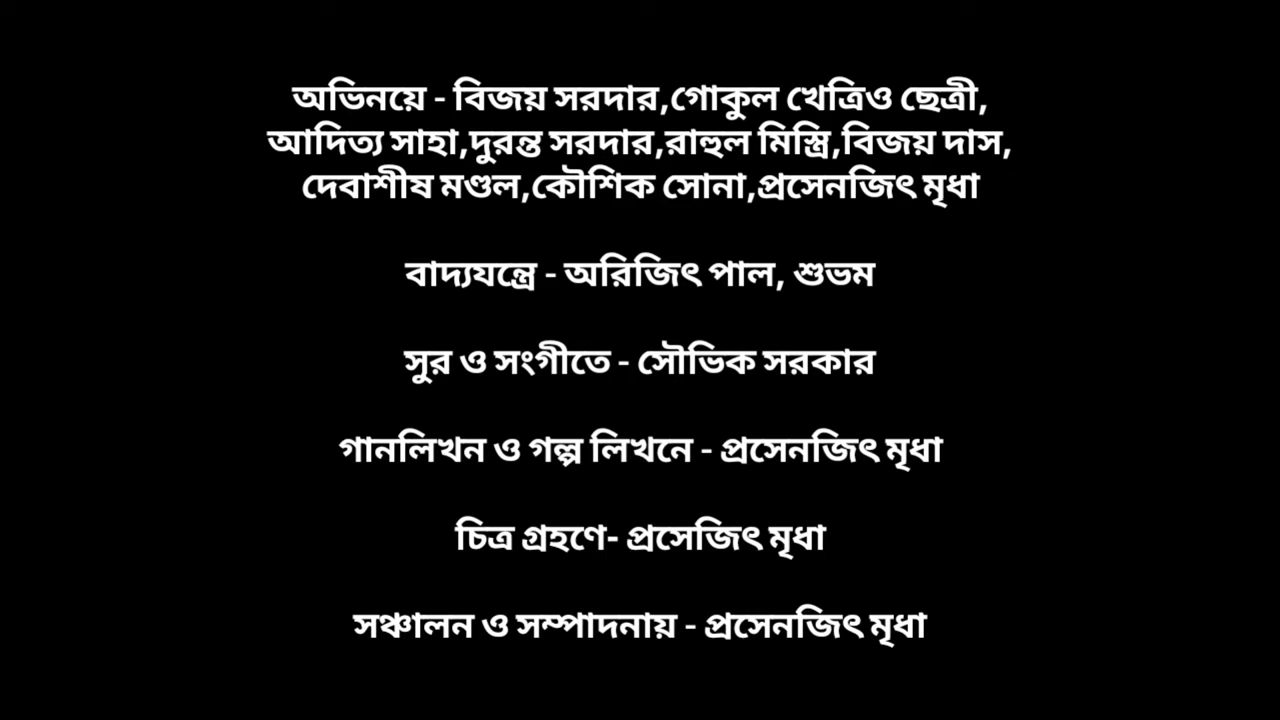 অভিনয়ে - বিজয় সরদার,গোকুল খেত্রিও ছেত্রী,
আদিত্য সাহা,দুরন্ত সরদার,রাহুল মিস্ত্রি,বিজয় দাস,
দেবাশীষ মণ্ডল,কৌশিক সোনা,প্রসেনজিৎ মৃধা
বাদ্যযন্ত্রে - অরিজিৎ পাল, শুভম
সুর ও সংগীতে - সৌভিক সরকার
গানলিখন ও গল্প লিখনে - প্রসেনজিৎ মৃধা
চিত্র গ্রহণে- প্রসেজিৎ মৃধা
সঞ্চালন ও সম্পাদনায় - প্রসেনজিৎ মৃধা